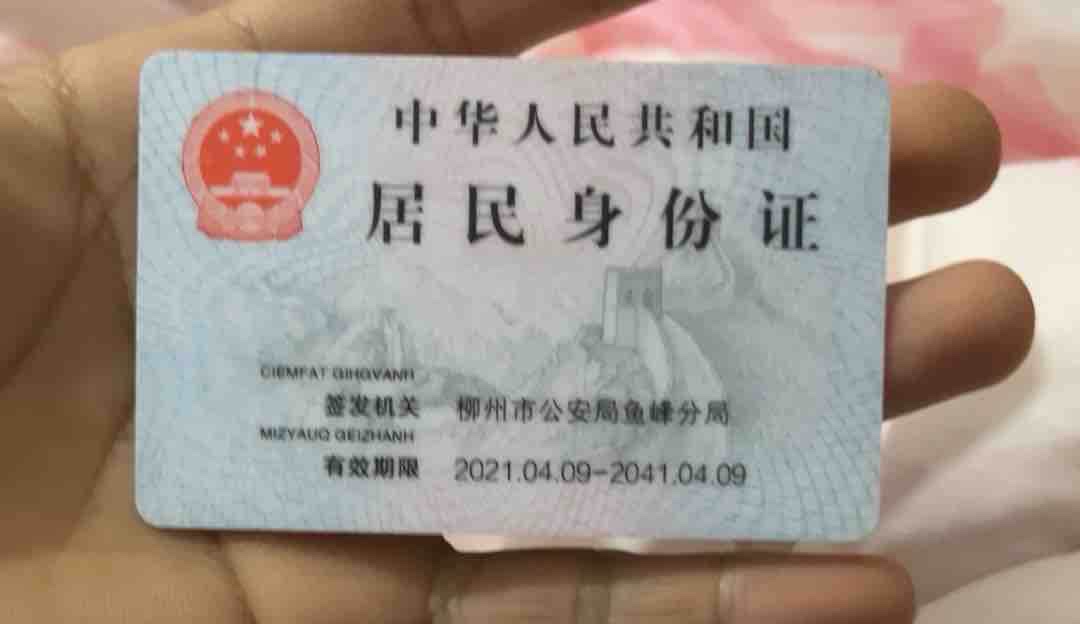 中华人民共和国
居民身份证
CIEMFAT GIHGVANH
签发机关 柳州市公安局鱼峰分局
MIZYAUQ GEIZHANH
有效期限 2021.04.09-2041.04.09